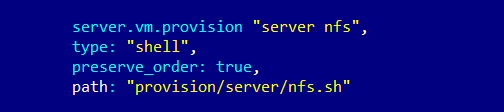 server.vm.provision "server nfs",
type: "shell",
preserve_order: true,
path: "provision/server/nfs.sh"